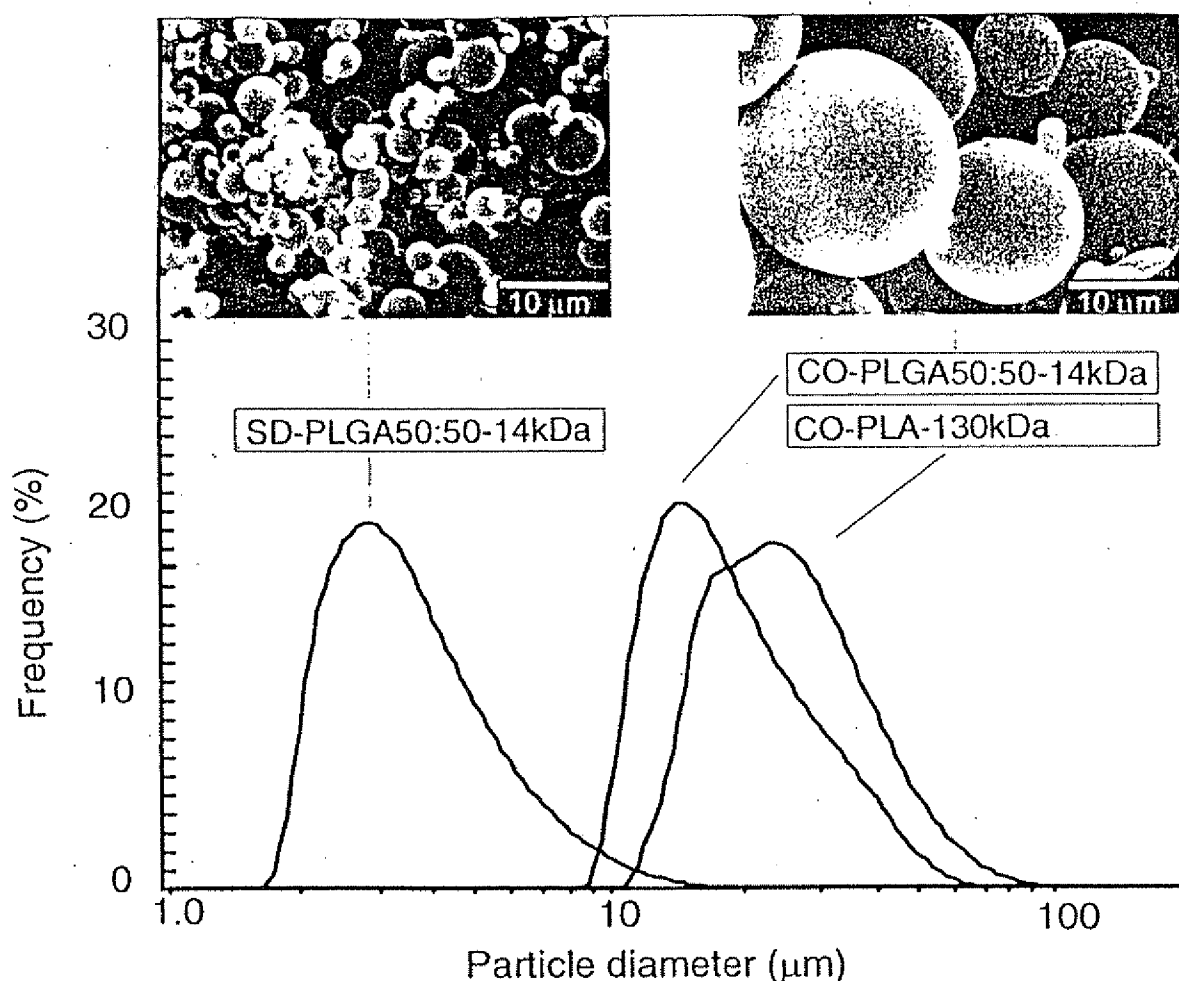 10 μm
10 μm
30
CO-PLGA50:50-14kDa
SD-PLGA50:50-14kDa
CO-PLA-130kDa
20
10
0
Frequency (%)
1.0
10
100
Particle diameter (μm)